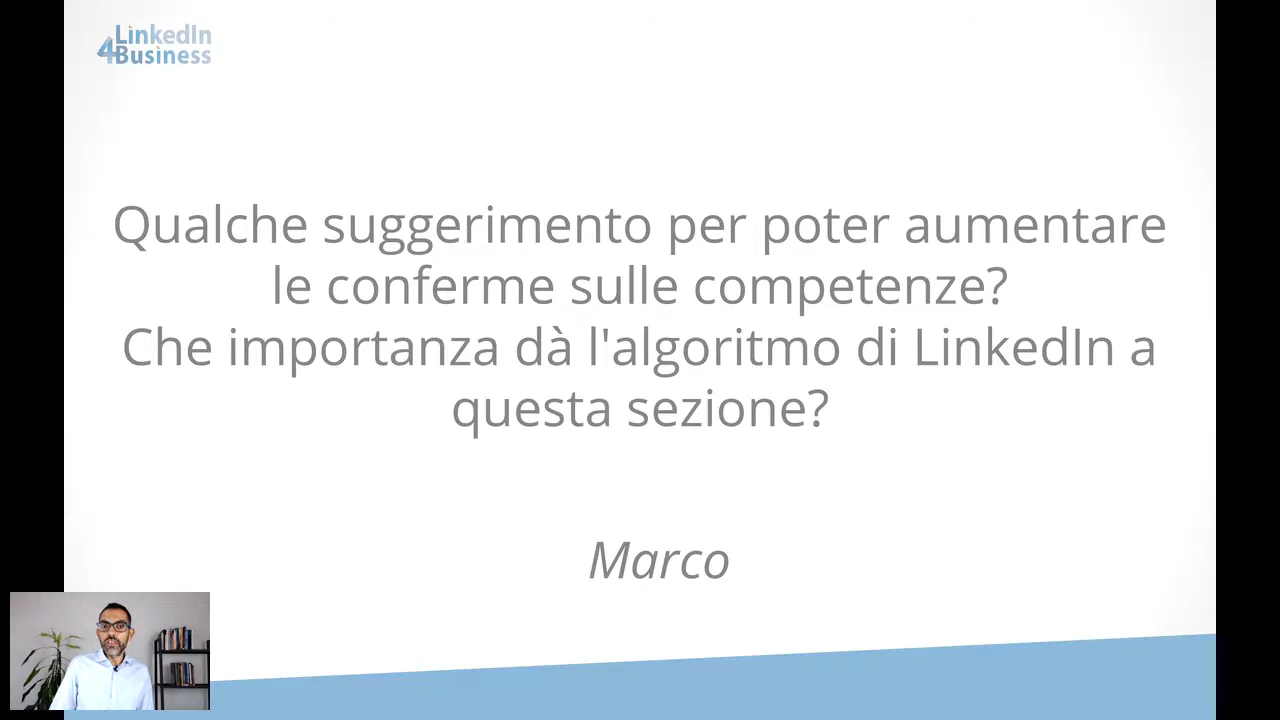 LinkedIn
4Business
Qualche suggerimento per poter aumentare
le conferme sulle competenze?
Che importanza dà l'algoritmo di LinkedIn a
questa sezione?
Marco